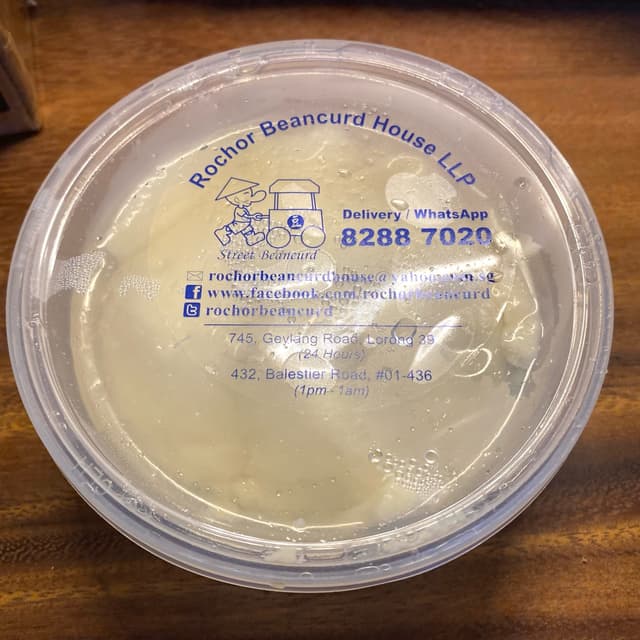 Rochor Beancurd House LLP
Street Beancurd
Delivery / WhatsApp
8288 7020
rochorbeancurdhouse@yahoo.com.sg
www.facebook.com/rochorbeancurd
rochorbeancurd
745, Geylang Road, Lorong 39
(24 Hours)
432, Balestier Road, #01-436
(1pm - 1am)